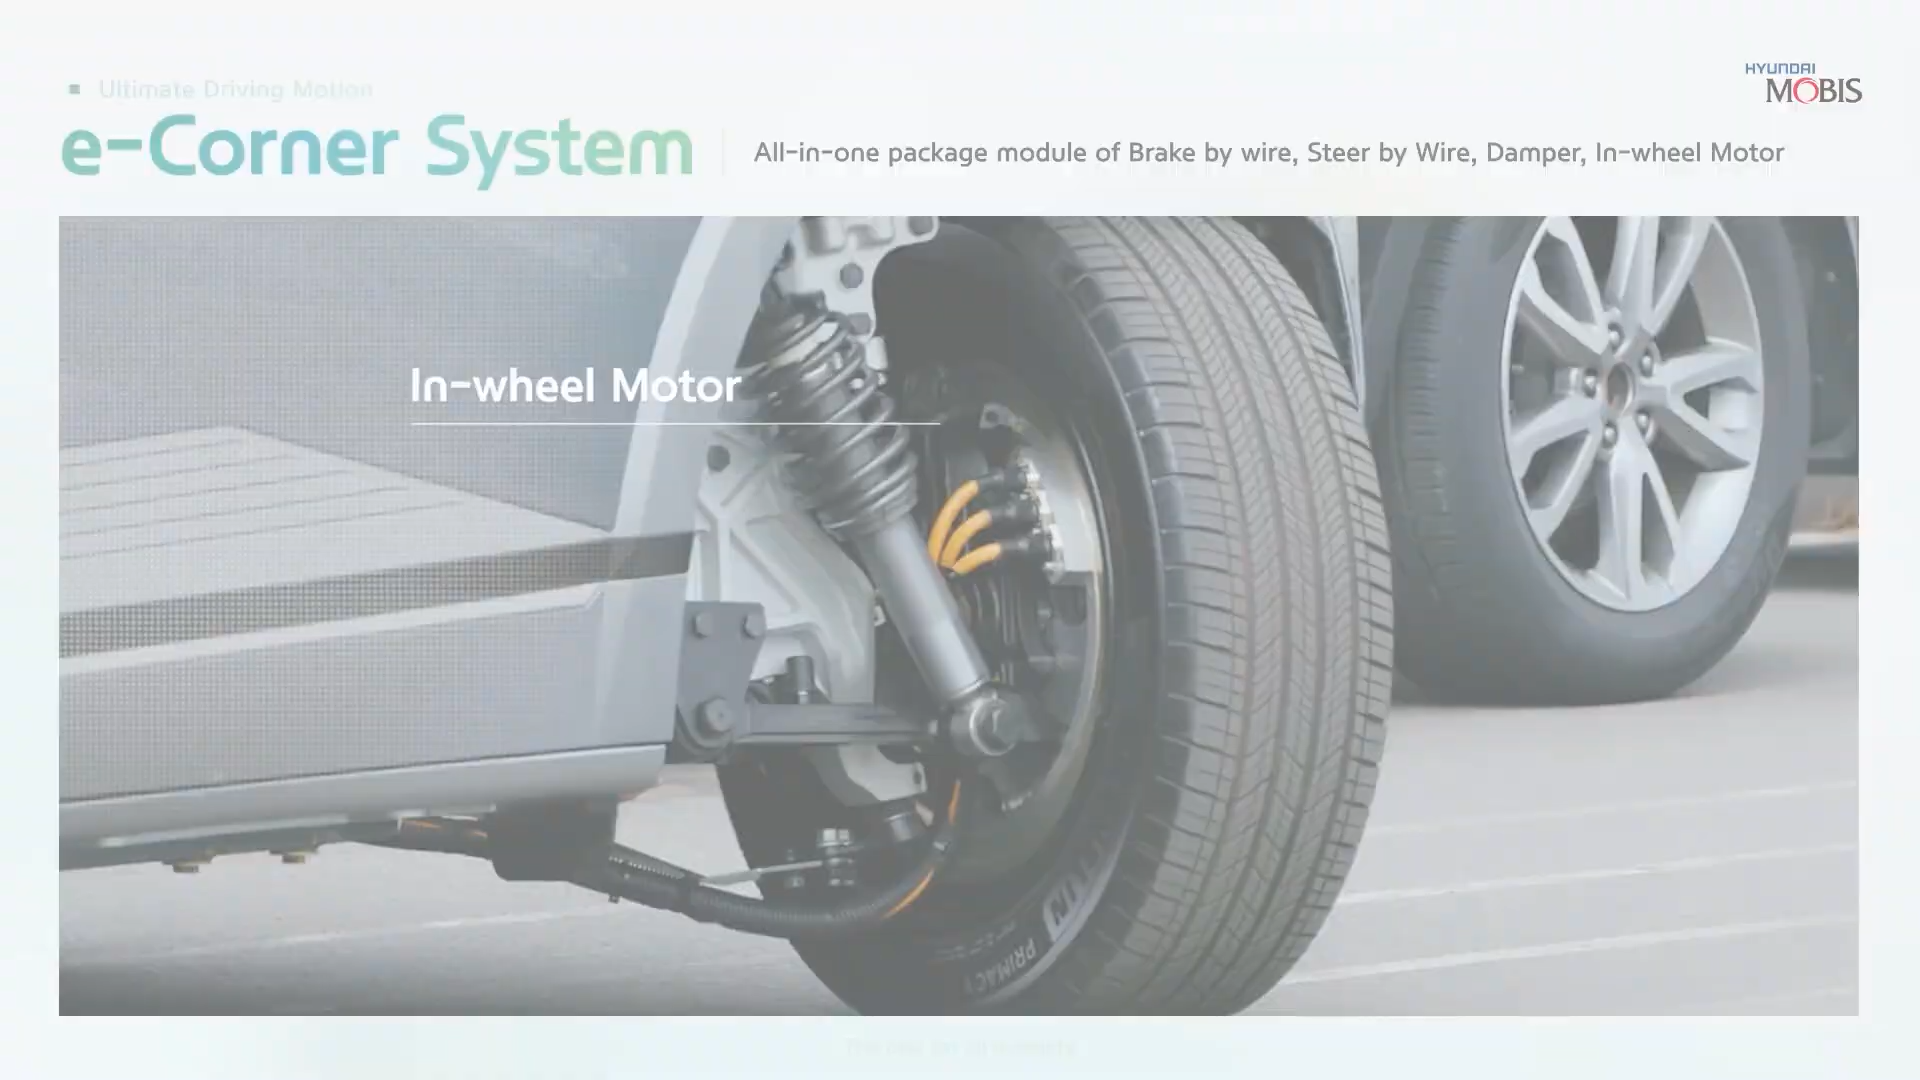 Ultimate Driving Motion
HYUNDAI
MOBIS
e-Corner System
All-in-one package module of Brake by wire, Steer by Wire, Damper, In-wheel Motor
In-wheel Motor
PRIMACY